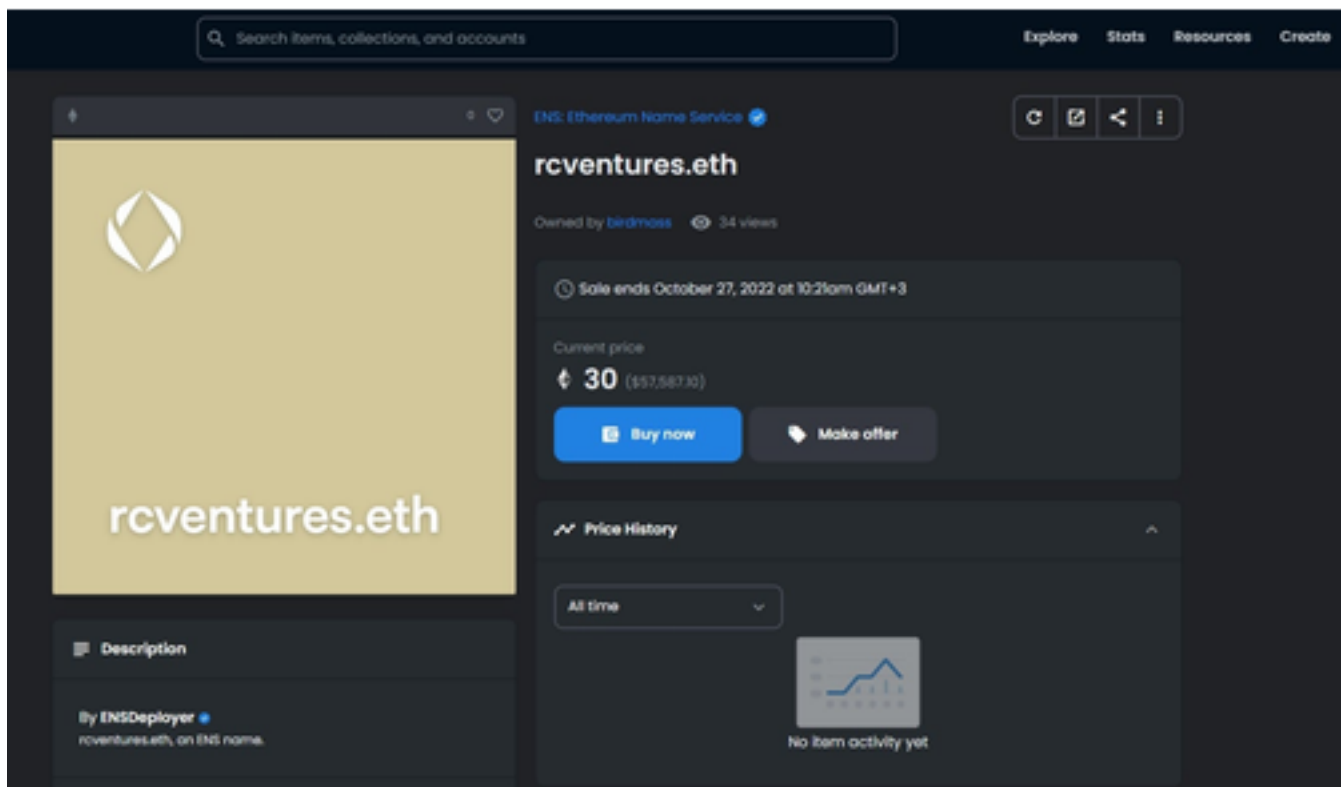 Search items, collections, and accounts
Explore Stats Resources Create
0
ENS: Ethereum Name Service
rcventures.eth
Owned by birdmoss 34 views
Sale ends October 27, 2022 at 10:21am GMT+3
Current price
30 ($57,587.10)
Buy now Make offer
rcventures.eth
Price History
All time
No item activity yet
Description
By ENSDeployer
rcventures.eth, an ENS name.